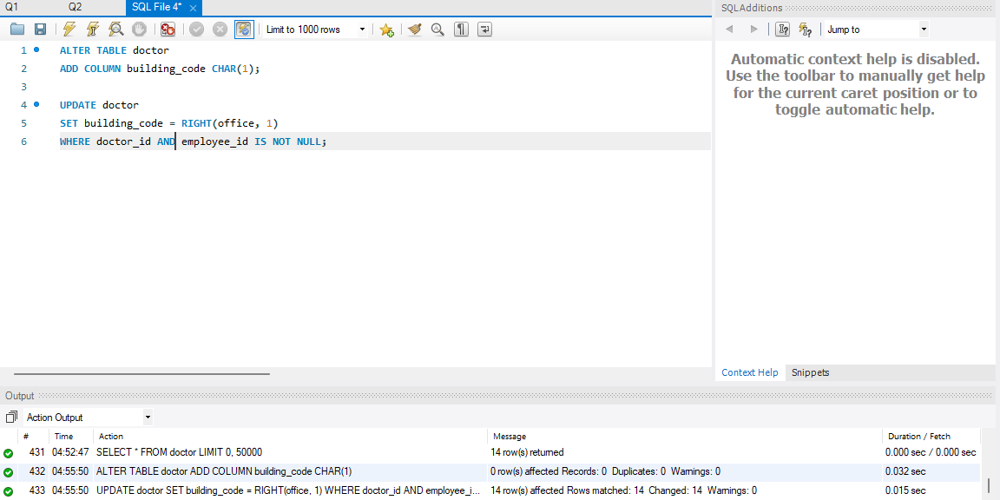 Q1 Q2 SQL File 4* ×
SQLAdditions
Limit to 1000 rows
Jump to
1 ALTER TABLE doctor
2 ADD COLUMN building_code CHAR(1);
3
4 UPDATE doctor
5 SET building_code = RIGHT(office, 1)
6 WHERE doctor_id AND employee_id IS NOT NULL;
Automatic context help is disabled.
Use the toolbar to manually get help
for the current caret position or to
toggle automatic help.
Context Help Snippets
Output
Action Output
# Time Action Message Duration / Fetch
431 04:52:47 SELECT * FROM doctor LIMIT 0, 50000 14 row(s) returned 0.000 sec / 0.000 sec
432 04:55:50 ALTER TABLE doctor ADD COLUMN building_code CHAR(1) 0 row(s) affected Records: 0 Duplicates: 0 Warnings: 0 0.032 sec
433 04:55:50 UPDATE doctor SET building_code = RIGHT(office, 1) WHERE doctor_id AND employee_i... 14 row(s) affected Rows matched: 14 Changed: 14 Warnings: 0 0.015 sec